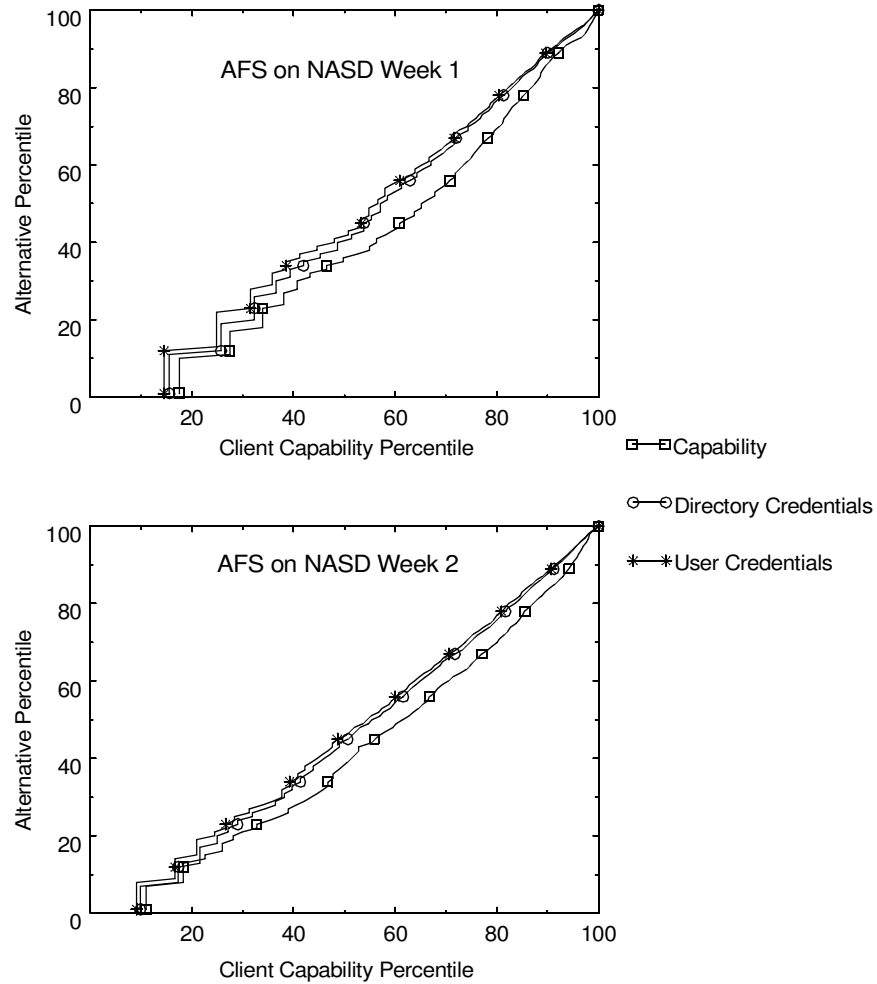 100
80
60
40
20
0
Alternative Percentile
AFS on NASD Week 1
20 40 60 80 100
Client Capability Percentile
Capability
Directory Credentials
User Credentials
100
80
60
40
20
0
Alternative Percentile
AFS on NASD Week 2
20 40 60 80 100
Client Capability Percentile